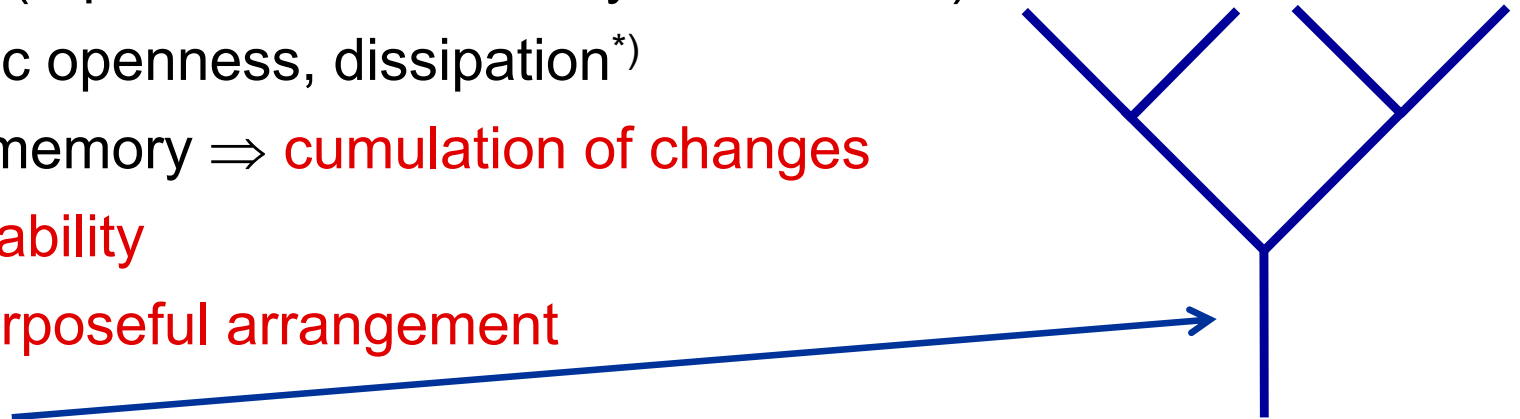 c openness, dissipation*)
memory ⇒ cumulation of changes
ability
rposeful arrangement